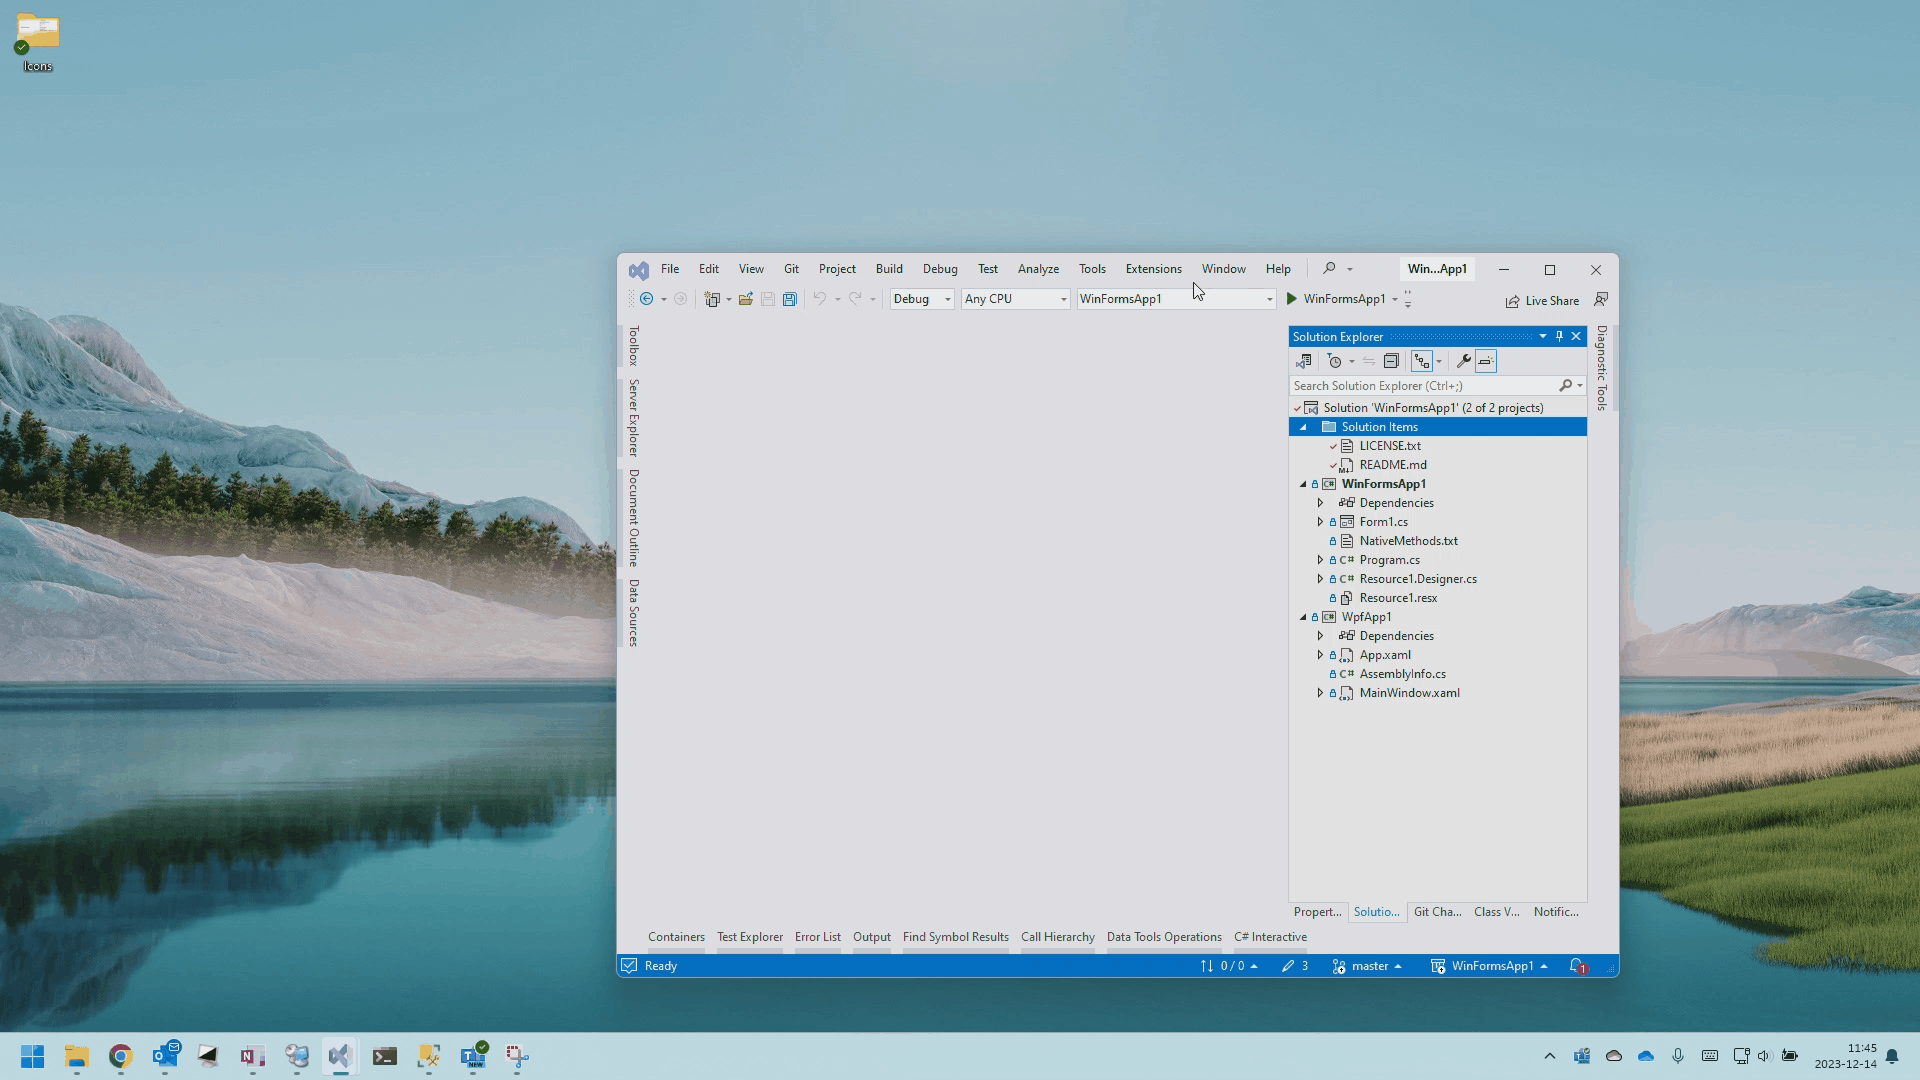 Icons
File Edit View Git Project Build Debug Test Analyze Tools Extensions Window Help Win...App1
Debug Any CPU WinFormsApp1 WinFormsApp1 Live Share
Toolbox
Server Explorer
Document Outline
Data Sources
Solution Explorer
Search Solution Explorer (Ctrl+;)
Solution 'WinFormsApp1' (2 of 2 projects)
Solution Items
LICENSE.txt
README.md
C# WinFormsApp1
Dependencies
Form1.cs
NativeMethods.txt
C# Program.cs
C# Resource1.Designer.cs
Resource1.resx
C# WpfApp1
Dependencies
App.xaml
C# AssemblyInfo.cs
MainWindow.xaml
Diagnostic Tools
Propert... Solutio... Git Cha... Class V... Notific...
Containers Test Explorer Error List Output Find Symbol Results Call Hierarchy Data Tools Operations C# Interactive
Ready 0 / 0 3 master WinFormsApp1 1
11:45
2023-12-14